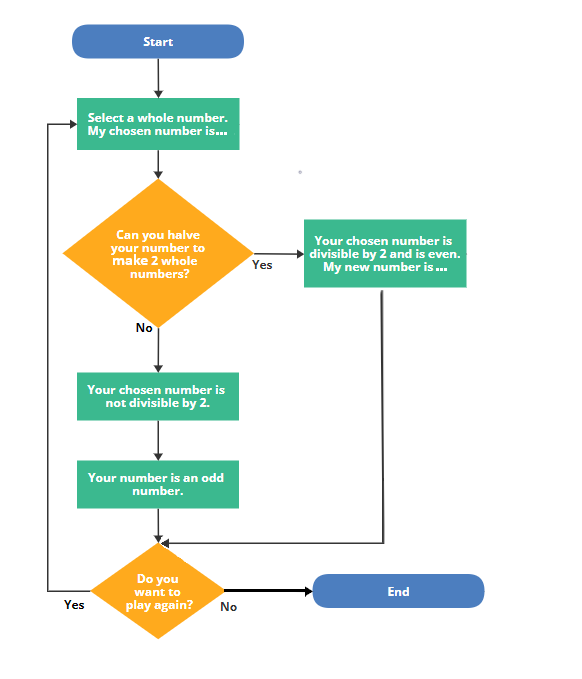 Start
Select a whole number.
My chosen number is...
Can you halve
your number to
make 2 whole
numbers?
Yes
Your chosen number is
divisible by 2 and is even.
My new number is ...
No
Your chosen number is
not divisible by 2.
Your number is an odd
number.
Do you
want to
play again?
Yes
No
End